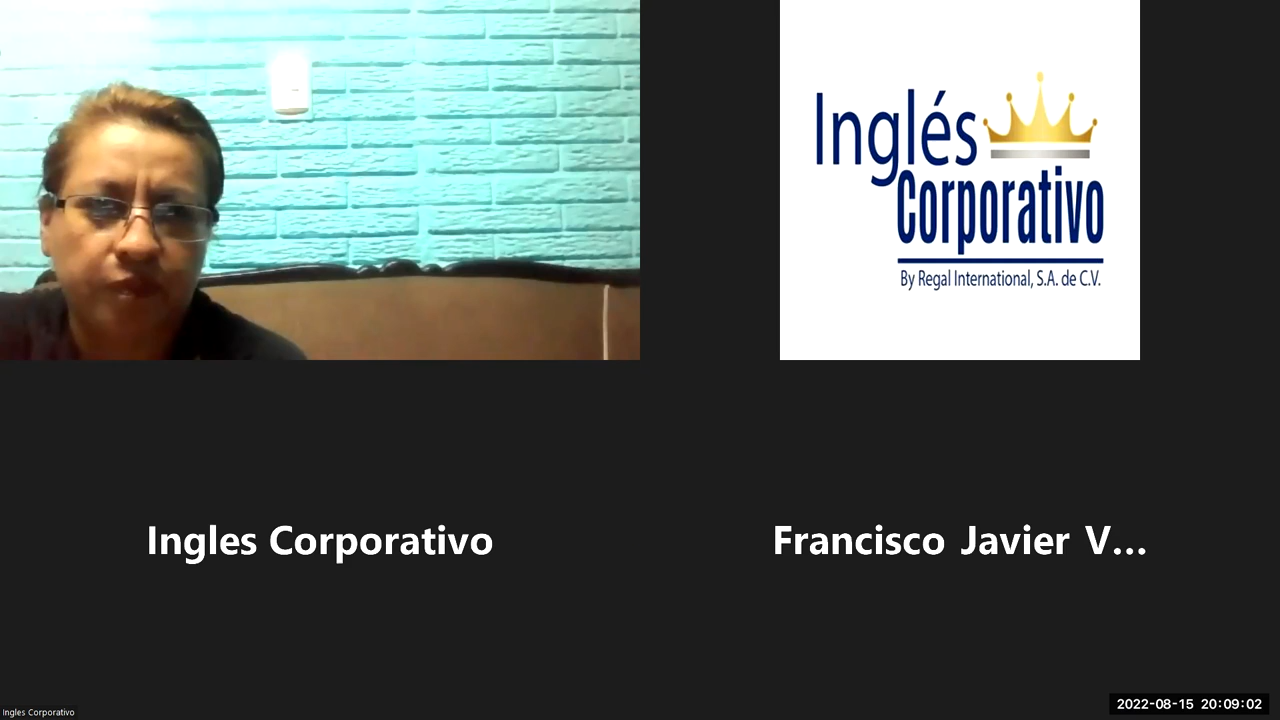 Inglés
Corporativo
By Regal International, S.A. de C.V.
Ingles Corporativo
Francisco Javier V...
Ingles Corporativo
2022-08-15 20:09:02